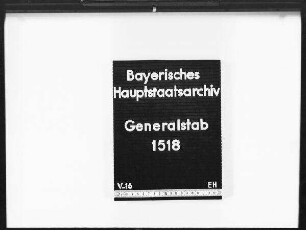 Bayerisches
Hauptstaatsarchiv
Generalstab
1518
V-16 EH